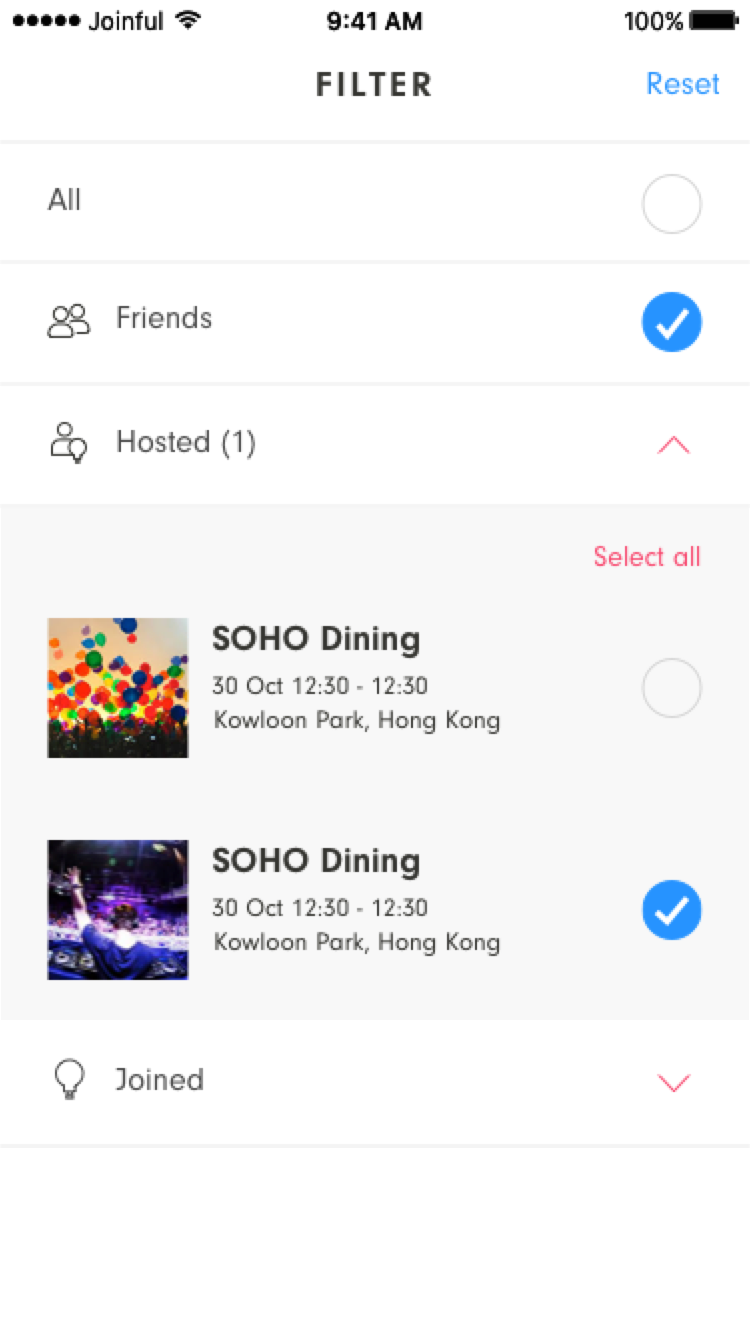 Joinful 9:41 AM 100%
FILTER Reset
All
Friends
Hosted (1)
Select all
SOHO Dining
30 Oct 12:30 - 12:30
Kowloon Park, Hong Kong
SOHO Dining
30 Oct 12:30 - 12:30
Kowloon Park, Hong Kong
Joined